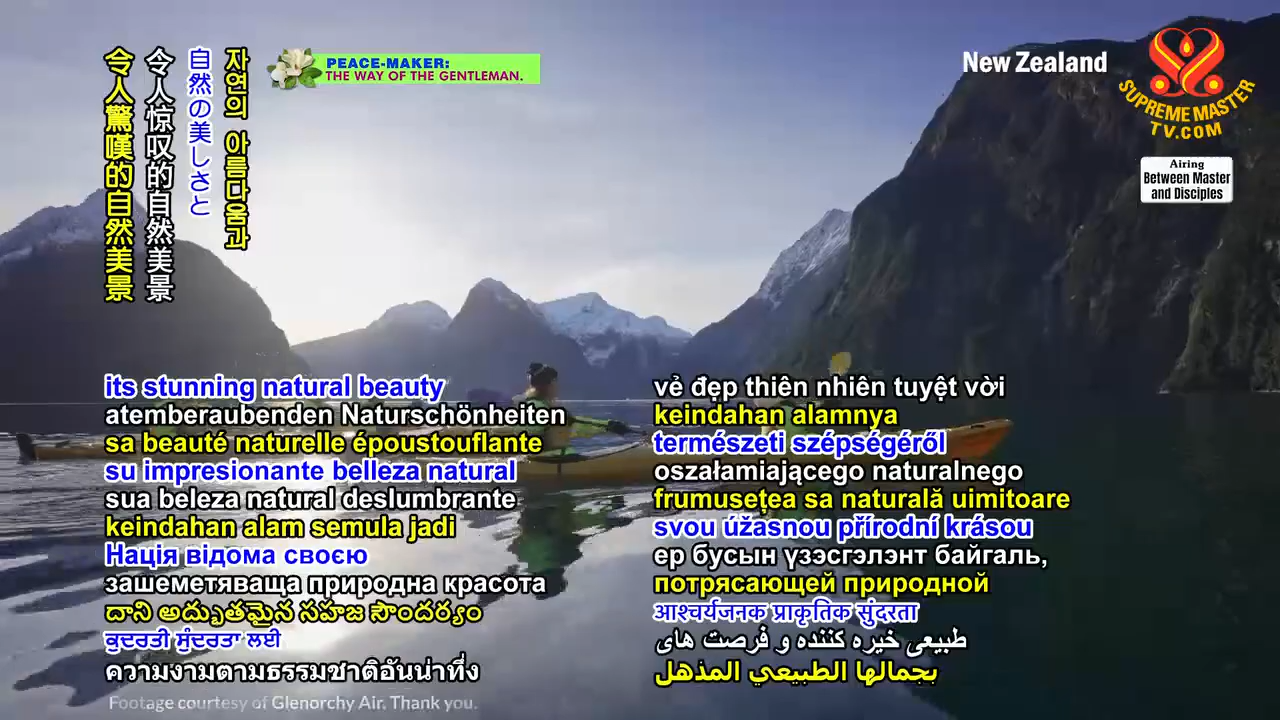 令人驚嘆的自然美景
令人惊叹的自然美景
自然の美しさと
자연의 아름다움과
PEACE-MAKER:
THE WAY OF THE GENTLEMAN.
New Zealand
SUPREME MASTER
TV.COM
Airing
Between Master
and Disciples
its stunning natural beauty
atemberaubenden Naturschönheiten
sa beauté naturelle époustouflante
su impresionante belleza natural
sua beleza natural deslumbrante
keindahan alam semula jadi
Нація відома своєю
зашеметяваща природна красота
దాని అద్భుతమైన సహజ సౌందర్యం
ਕੁਦਰਤੀ ਸੁੰਦਰਤਾ ਲਈ
ความงามตามธรรมชาติอันน่าทึ่ง
vẻ đẹp thiên nhiên tuyệt vời
keindahan alamnya
természeti szépségéről
oszałamiającego naturalnego
frumusețea sa naturală uimitoare
svou úžasnou přírodní krásou
ер бусын үзэсгэлэнт байгаль,
потрясающей природной
आश्चर्यजनक प्राकृतिक सुंदरता
طبیعی خیره کننده و فرصت های
بجمالها الطبيعي المذهل
Footage courtesy of Glenorchy Air. Thank you.